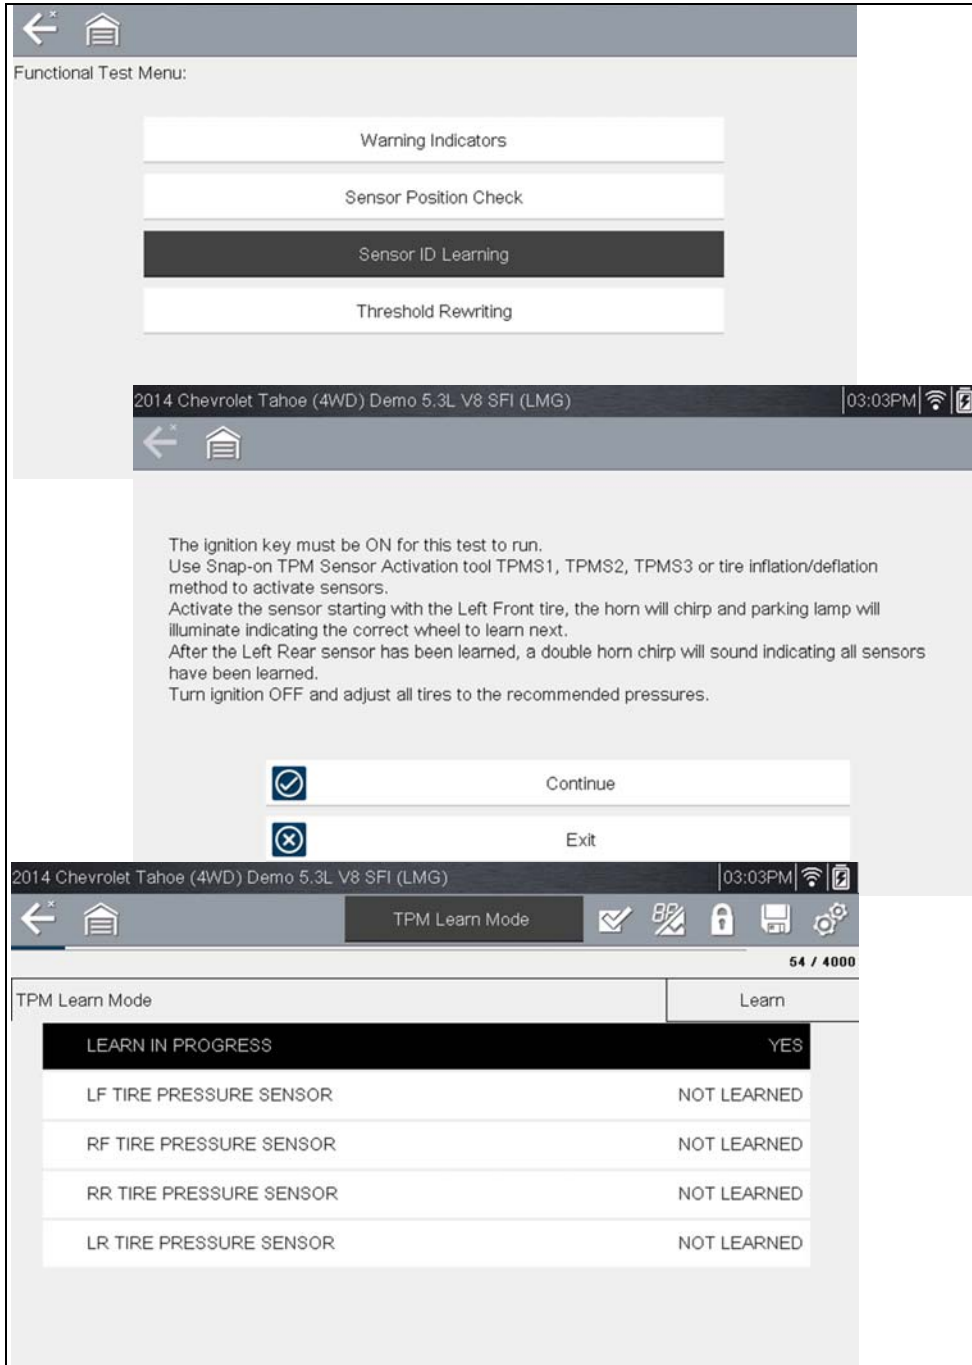 Functional Test Menu:
Warning Indicators
Sensor Position Check
Sensor ID Learning
Threshold Rewriting
2014 Chevrolet Tahoe (4WD) Demo 5.3L V8 SFI (LMG) 03:03PM
The ignition key must be ON for this test to run.
Use Snap-on TPM Sensor Activation tool TPMS1, TPMS2, TPMS3 or tire inflation/deflation
method to activate sensors.
Activate the sensor starting with the Left Front tire, the horn will chirp and parking lamp will
illuminate indicating the correct wheel to learn next.
After the Left Rear sensor has been learned, a double horn chirp will sound indicating all sensors
have been learned.
Turn ignition OFF and adjust all tires to the recommended pressures.
Continue
Exit
2014 Chevrolet Tahoe (4WD) Demo 5.3L V8 SFI (LMG) 03:03PM
TPM Learn Mode
54 / 4000
TPM Learn Mode Learn
LEARN IN PROGRESS YES
LF TIRE PRESSURE SENSOR NOT LEARNED
RF TIRE PRESSURE SENSOR NOT LEARNED
RR TIRE PRESSURE SENSOR NOT LEARNED
LR TIRE PRESSURE SENSOR NOT LEARNED